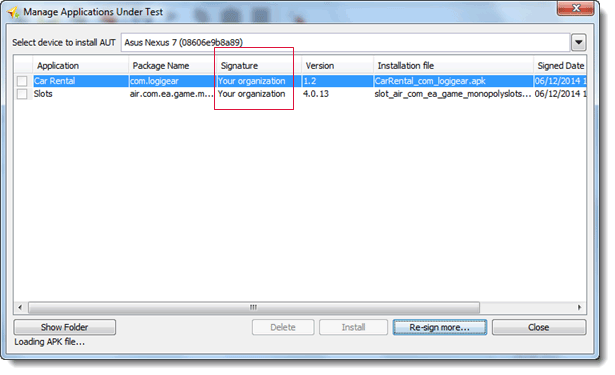 Manage Applications Under Test
Select device to install AUT Asus Nexus 7 (08606e9b8a89)
Application Package Name Signature Version Installation file Signed Date
Car Rental com.logigear Your organization 1.2 CarRental_com_logigear.apk 06/12/2014 1
Slots air.com.ea.game.m... Your organization 4.0.13 slot_air_com_ea_game_monopolyslots... 06/12/2014 1
Show Folder Delete Install Re-sign more... Close
Loading APK file...